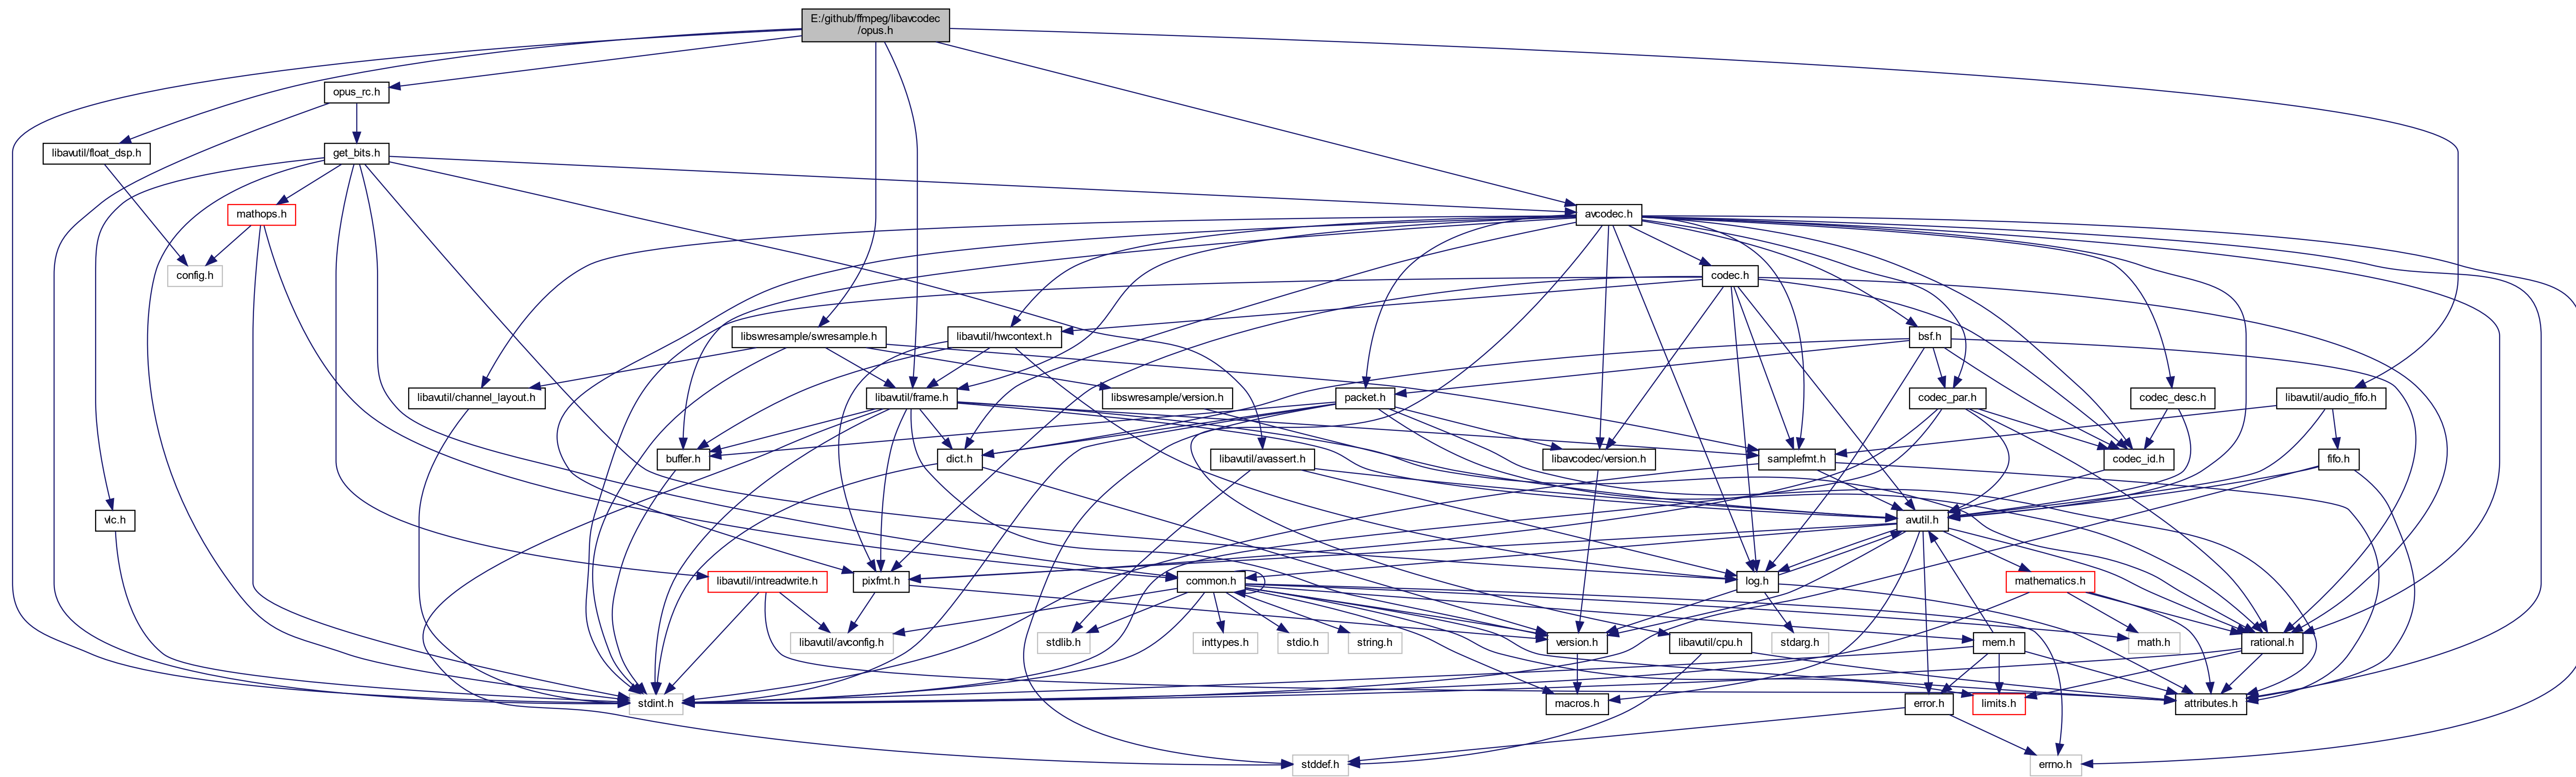 E:/github/ffmpeg/libavcodec
/opus.h
opus_rc.h
libavutil/float_dsp.h
get_bits.h
mathops.h
avcodec.h
config.h
codec.h
libswresample/swresample.h
libavutil/hwcontext.h
bsf.h
libavutil/channel_layout.h
libavutil/frame.h
libswresample/version.h
packet.h
codec_par.h
codec_desc.h
libavutil/audio_fifo.h
buffer.h
dict.h
libavutil/avassert.h
libavcodec/version.h
samplefmt.h
codec_id.h
fifo.h
vlc.h
avutil.h
libavutil/intreadwrite.h
pixfmt.h
common.h
log.h
mathematics.h
libavutil/avconfig.h
stdlib.h
inttypes.h
stdio.h
string.h
version.h
libavutil/cpu.h
stdarg.h
mem.h
math.h
rational.h
stdint.h
macros.h
error.h
limits.h
attributes.h
stddef.h
errno.h